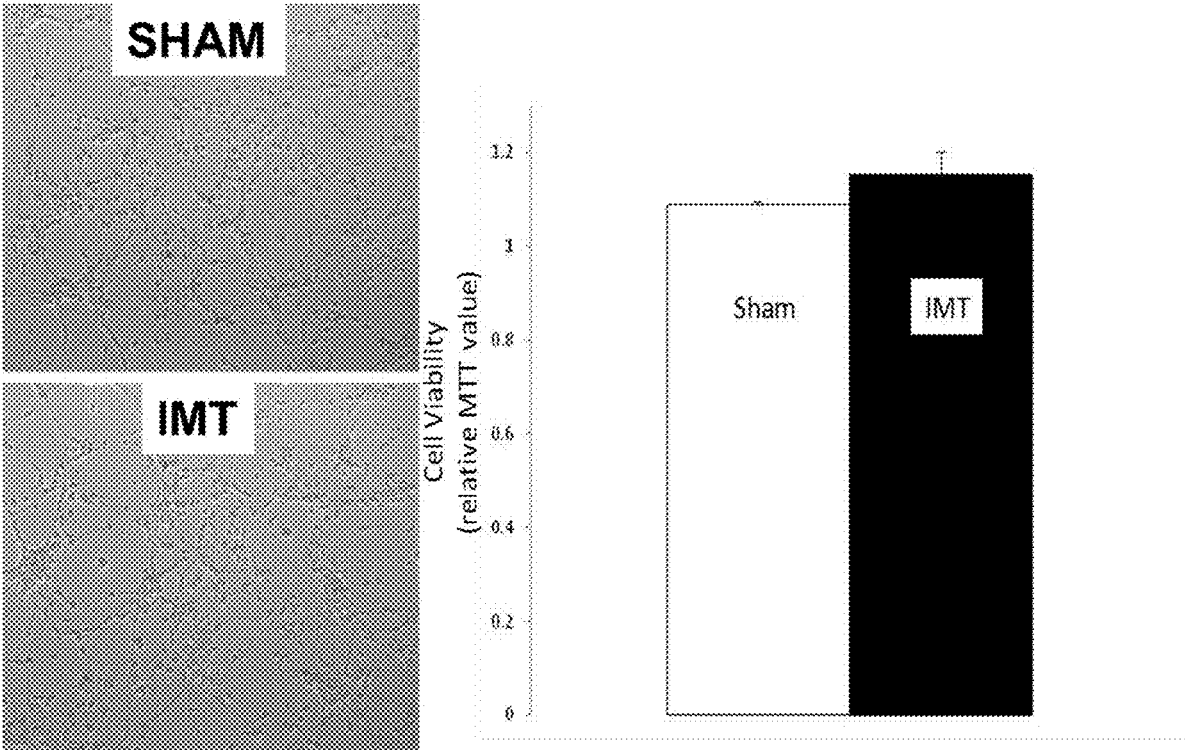 SHAM
IMT
Cell Viability
(relative MTT value)
1.2
1
0.8
0.6
0.4
0.2
0
Sham
IMT